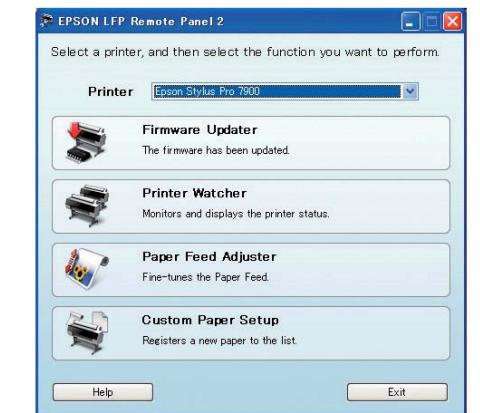 EPSON LFP Remote Panel 2
Select a printer, and then select the function you want to perform.
Printer
Epson Stylus Pro 7900
Firmware Updater
The firmware has been updated.
Printer Watcher
Monitors and displays the printer status.
Paper Feed Adjuster
Fine-tunes the Paper Feed.
Custom Paper Setup
Registers a new paper to the list.
Help
Exit